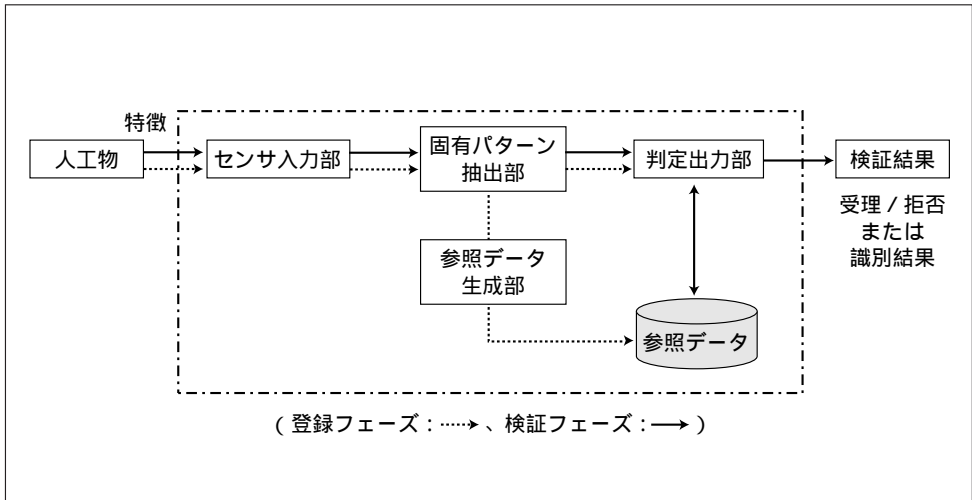 特徴
人工物
センサ入力部
固有パターン
抽出部
判定出力部
検証結果
受理 / 拒否
または
識別結果
参照データ
生成部
参照データ
( 登録フェーズ : 、検証フェーズ : )